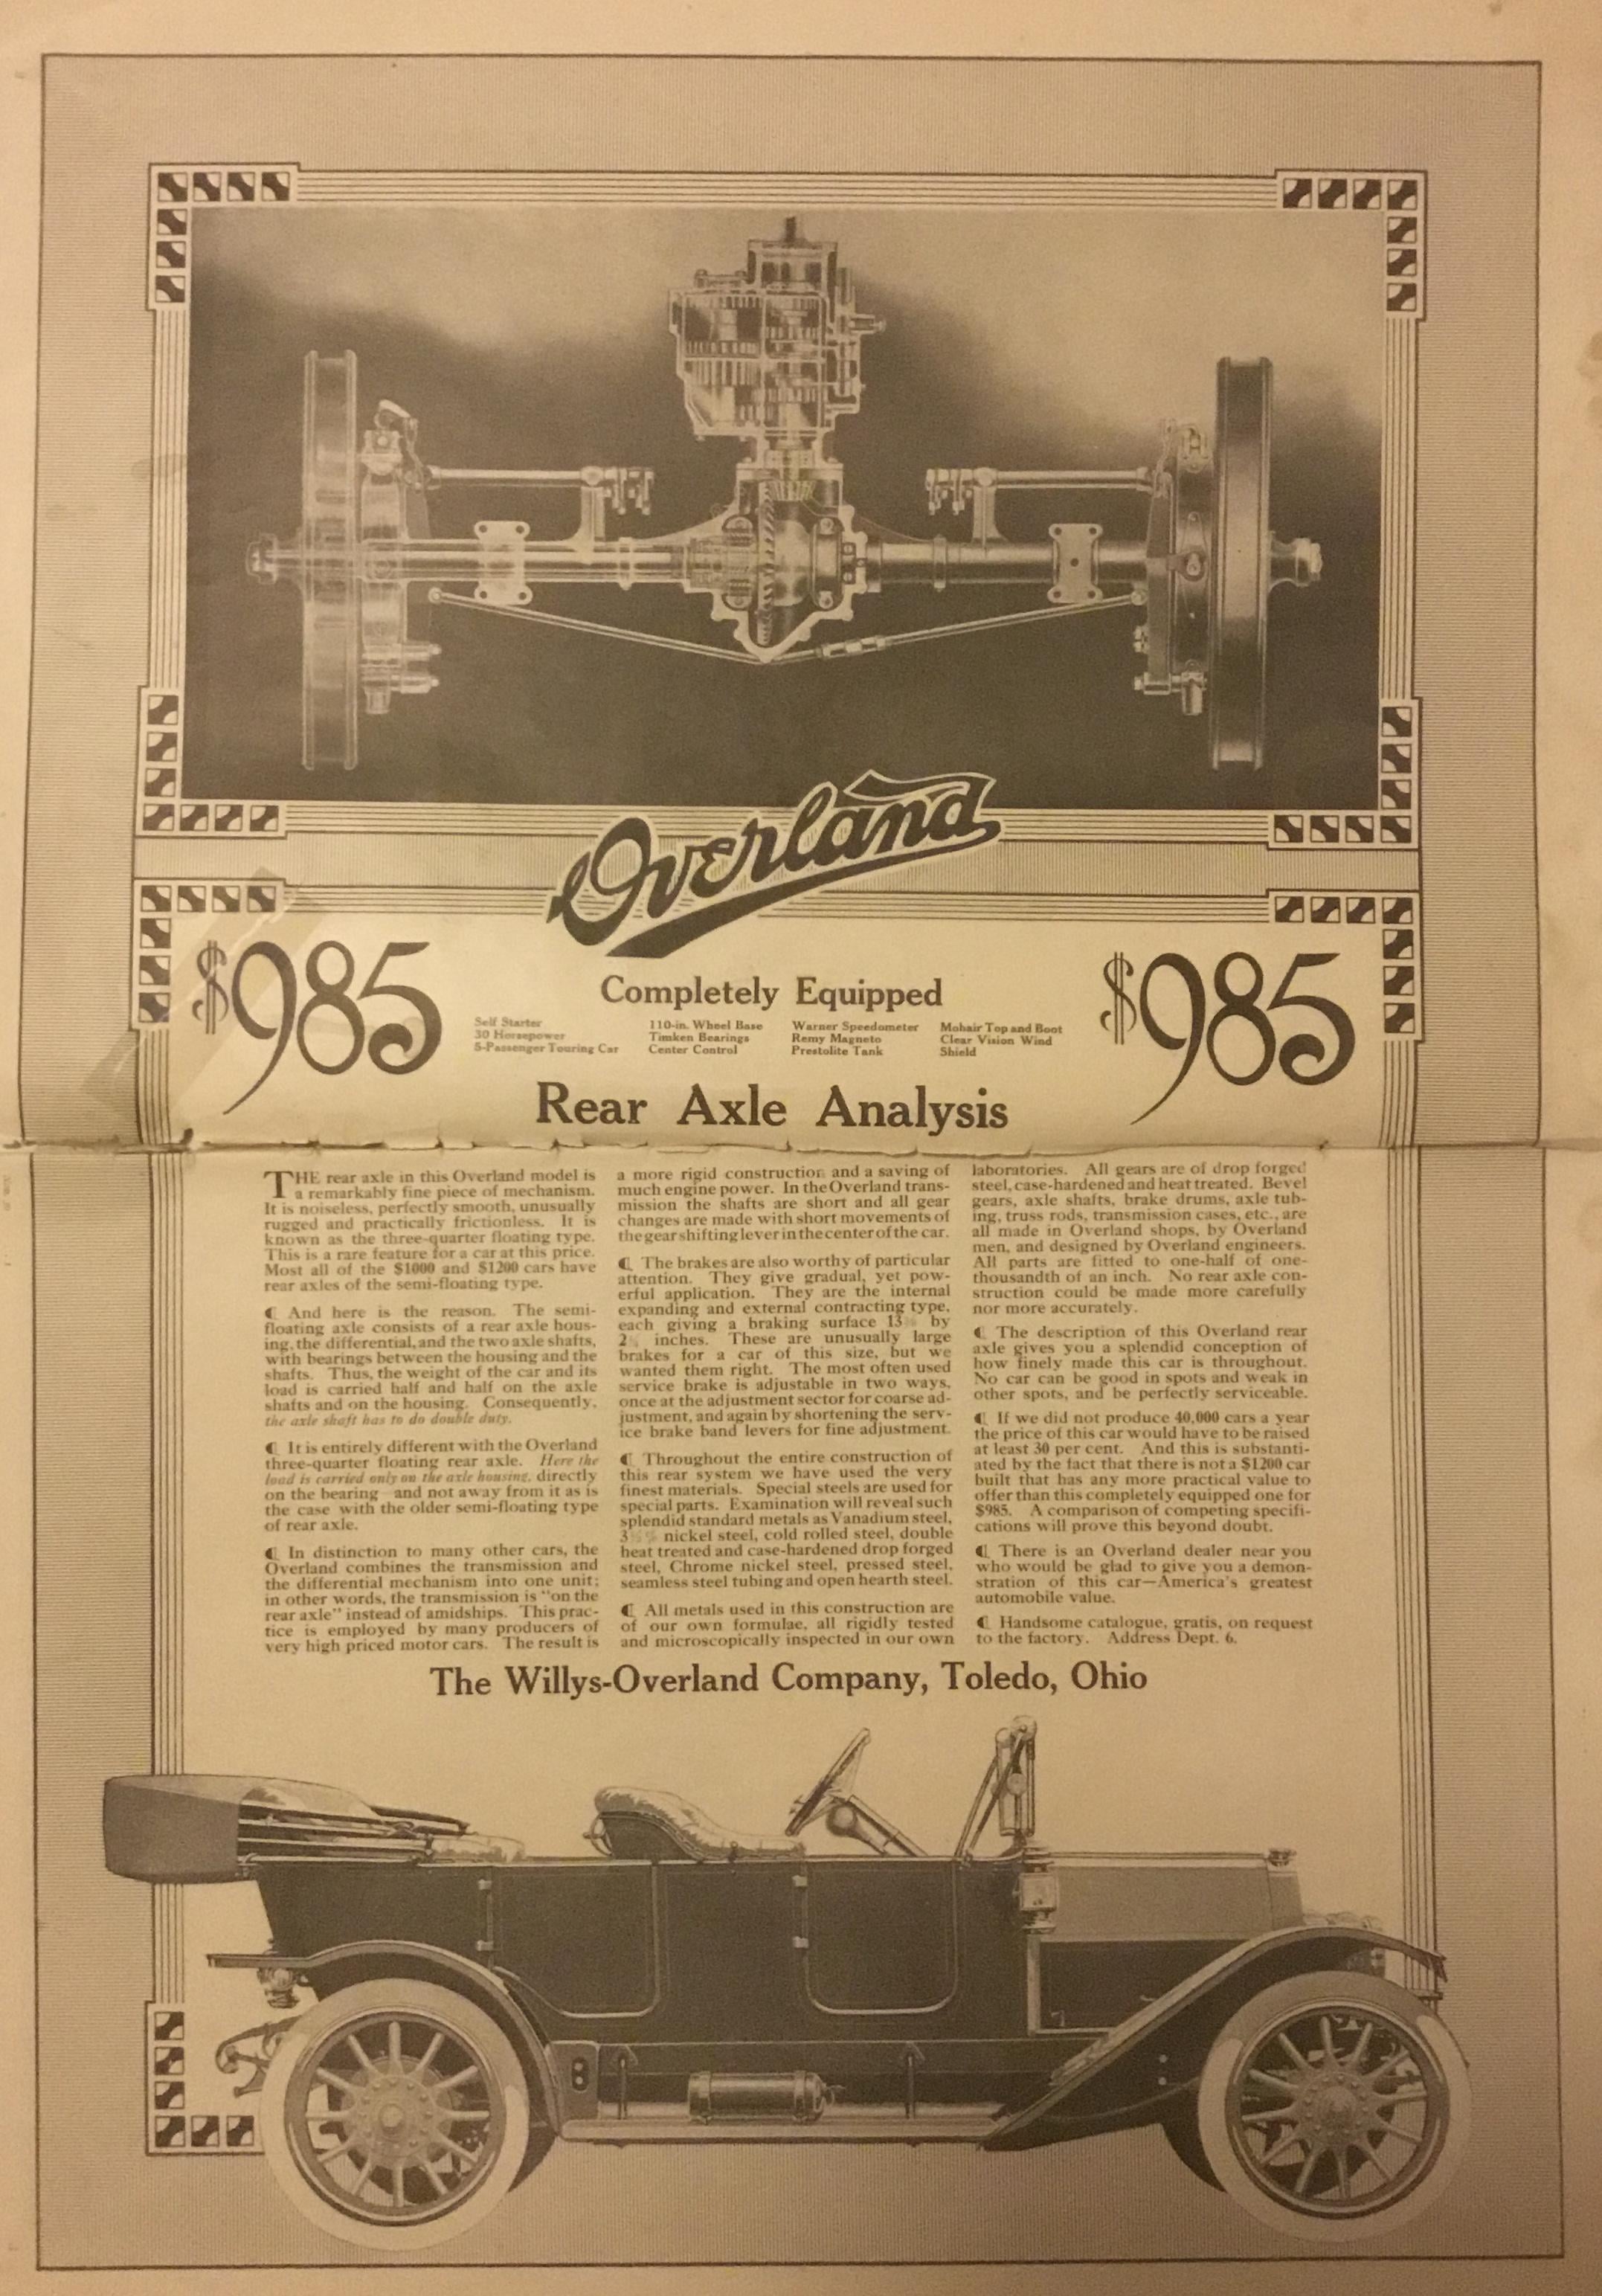 Overland
$985
$985
Completely Equipped
Self Starter
30 Horsepower
5-Passenger Touring Car
110-in. Wheel Base
Timken Bearings
Center Control
Warner Speedometer
Remy Magneto
Prestolite Tank
Mohair Top and Boot
Clear Vision Wind
Shield
Rear Axle Analysis
THE rear axle in this Overland model is
a remarkably fine piece of mechanism.
It is noiseless, perfectly smooth, unusually
rugged and practically frictionless. It is
known as the three-quarter floating type.
This is a rare feature for a car at this price.
Most all of the $1000 and $1200 cars have
rear axles of the semi-floating type.
¶ And here is the reason. The semi-
floating axle consists of a rear axle hous-
ing, the differential, and the two axle shafts,
with bearings between the housing and the
shafts. Thus, the weight of the car and its
load is carried half and half on the axle
shafts and on the housing. Consequently,
the axle shaft has to do double duty.
¶ It is entirely different with the Overland
three-quarter floating rear axle. Here the
load is carried only on the axle housing, directly
on the bearing and not away from it as is
the case with the older semi-floating type
of rear axle.
¶ In distinction to many other cars, the
Overland combines the transmission and
the differential mechanism into one unit;
in other words, the transmission is "on the
rear axle" instead of amidships. This prac-
tice is employed by many producers of
very high priced motor cars. The result is
a more rigid construction and a saving of
much engine power. In the Overland trans-
mission the shafts are short and all gear
changes are made with short movements of
the gear shifting lever in the center of the car.
¶ The brakes are also worthy of particular
attention. They give gradual, yet pow-
erful application. They are the internal
expanding and external contracting type,
each giving a braking surface 13 by
2 inches. These are unusually large
brakes for a car of this size, but we
wanted them right. The most often used
service brake is adjustable in two ways,
once at the adjustment sector for coarse ad-
justment, and again by shortening the serv-
ice brake band levers for fine adjustment.
¶ Throughout the entire construction of
this rear system we have used the very
finest materials. Special steels are used for
special parts. Examination will reveal such
splendid standard metals as Vanadium steel,
nickel steel, cold rolled steel, double
heat treated and case-hardened drop forged
steel, Chrome nickel steel, pressed steel,
seamless steel tubing and open hearth steel.
¶ All metals used in this construction are
of our own formulae, all rigidly tested
and microscopically inspected in our own
laboratories. All gears are of drop forged
steel, case-hardened and heat treated. Bevel
gears, axle shafts, brake drums, axle tub-
ing, truss rods, transmission cases, etc., are
all made in Overland shops, by Overland
men, and designed by Overland engineers.
All parts are fitted to one-half of one-
thousandth of an inch. No rear axle con-
struction could be made more carefully
nor more accurately.
¶ The description of this Overland rear
axle gives you a splendid conception of
how finely made this car is throughout.
No car can be good in spots and weak in
other spots, and be perfectly serviceable.
¶ If we did not produce 40,000 cars a year
the price of this car would have to be raised
at least 30 per cent. And this is substanti-
ated by the fact that there is not a $1200 car
built that has any more practical value to
offer than this completely equipped one for
$985. A comparison of competing specifi-
cations will prove this beyond doubt.
¶ There is an Overland dealer near you
who would be glad to give you a demon-
stration of this car—America's greatest
automobile value.
¶ Handsome catalogue, gratis, on request
to the factory. Address Dept. 6.
The Willys-Overland Company, Toledo, Ohio